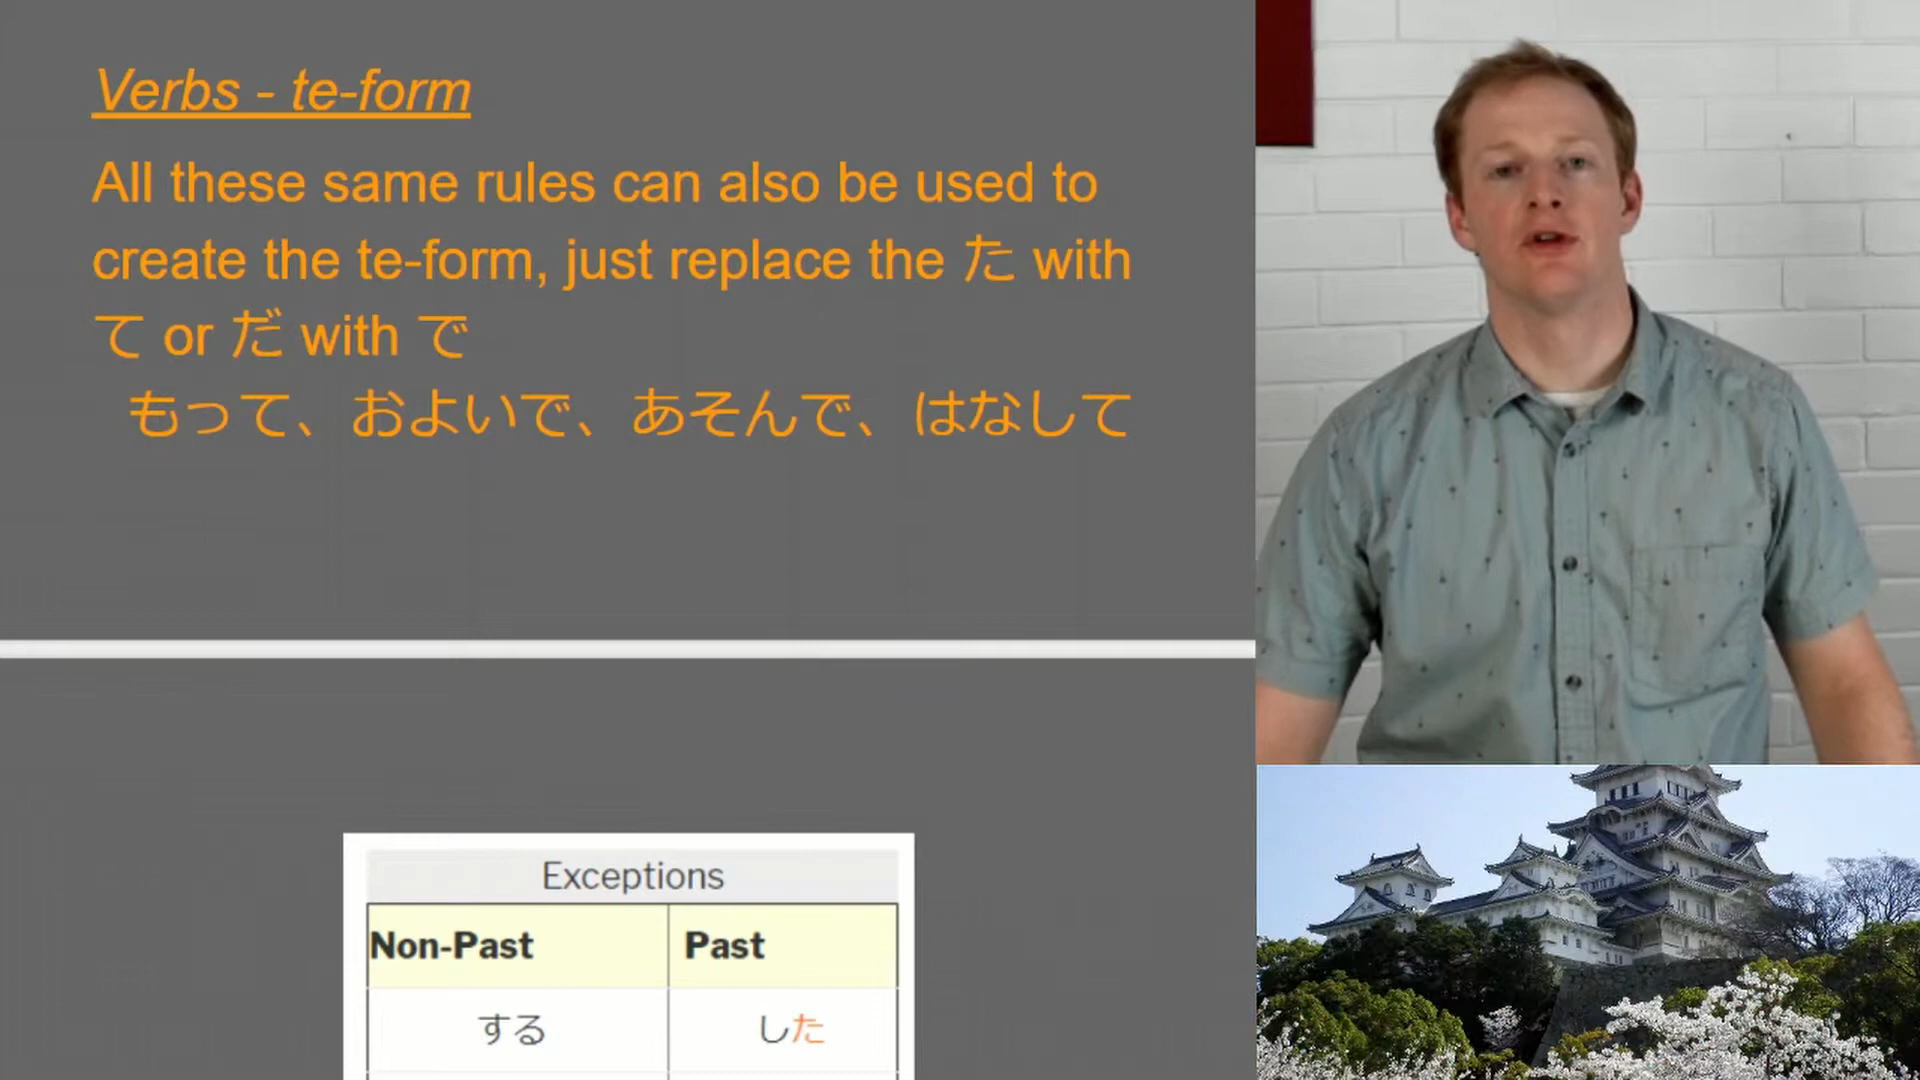 Verbs - te-form
All these same rules can also be used to
create the te-form, just replace the た with
て or だ with で
もって、およいで、あそんで、はなして
Exceptions
Non-Past Past
する した